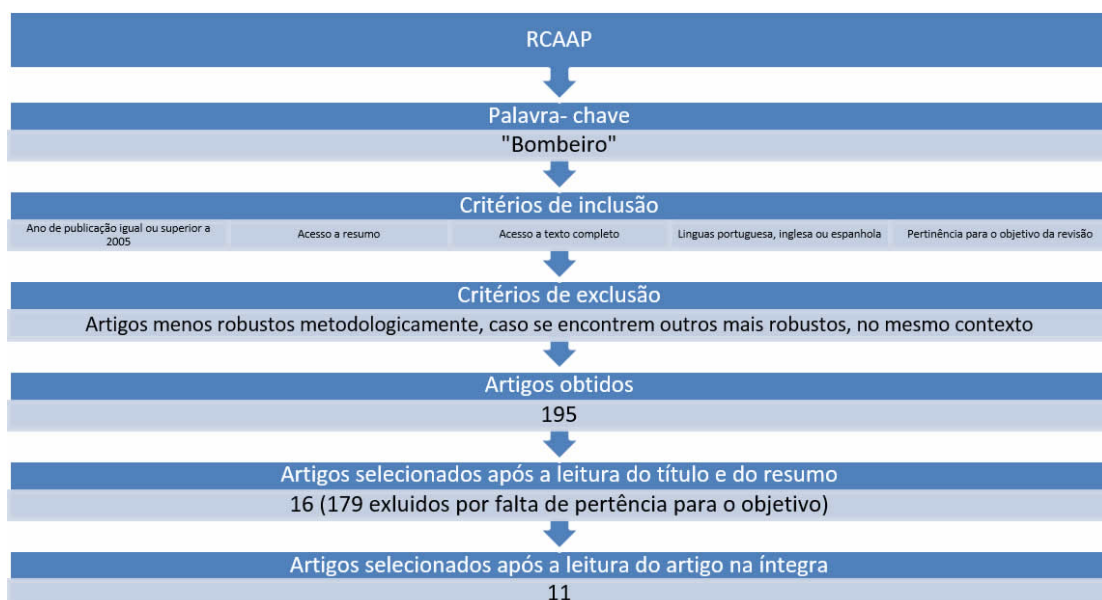 RCAAP
Palavra- chave
"Bombeiro"
Critérios de inclusão
Ano de publicação igual ou superior a
2005
Acesso a resumo
Acesso a texto completo
Linguas portuguesa, inglesa ou espanhola
Pertinência para o objetivo da revisão
Critérios de exclusão
Artigos menos robustos metodologicamente, caso se encontrem outros mais robustos, no mesmo contexto
Artigos obtidos
195
Artigos selecionados após a leitura do título e do resumo
16 (179 exluidos por falta de pertência para o objetivo)
Artigos selecionados após a leitura do artigo na íntegra
11